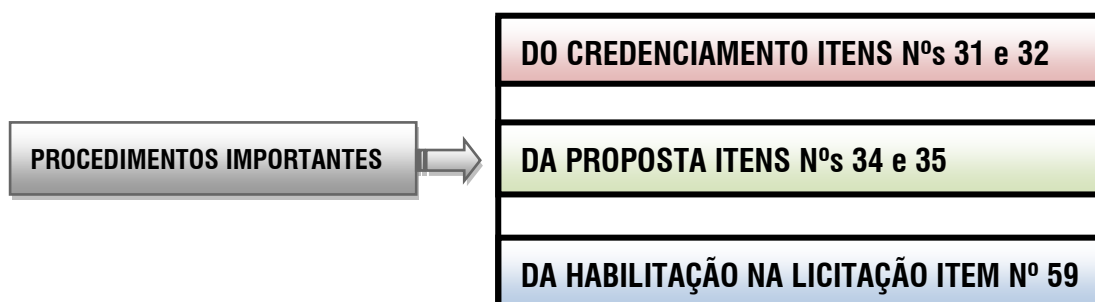 DO CREDENCIAMENTO ITENS Nºs 31 e 32
PROCEDIMENTOS IMPORTANTES
DA PROPOSTA ITENS Nºs 34 e 35
DA HABILITAÇÃO NA LICITAÇÃO ITEM Nº 59